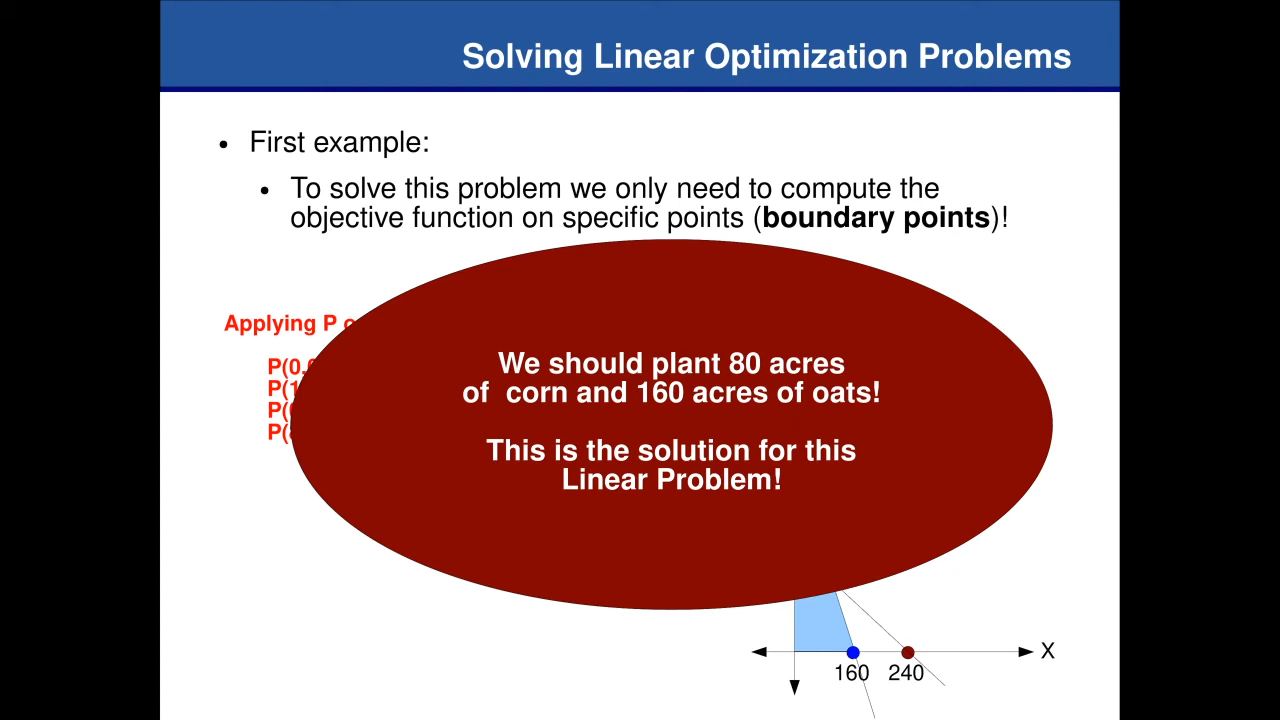 Solving Linear Optimization Problems
First example:
To solve this problem we only need to compute the
objective function on specific points (boundary points)!
Applying P
P(0.
P(1
P(
P(
We should plant 80 acres
of corn and 160 acres of oats!
This is the solution for this
Linear Problem!
X
160 240